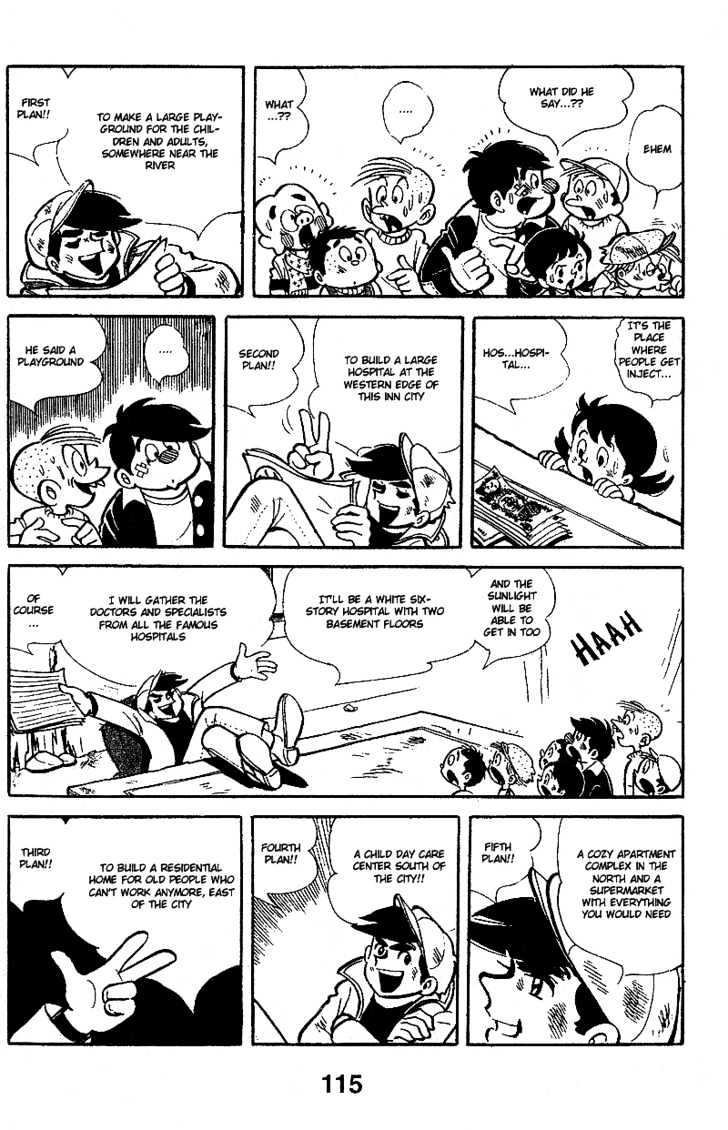 FIRST
PLAN!!
TO MAKE A LARGE PLAY-
GROUND FOR THE CHIL-
DREN AND ADULTS,
SOMEWHERE NEAR THE
RIVER
WHAT
...??
....
WHAT DID HE
SAY...??
EHEM
HE SAID A
PLAYGROUND
....
SECOND
PLAN!!
TO BUILD A LARGE
HOSPITAL AT THE
WESTERN EDGE OF
THIS INN CITY
HOS...HOSPI-
TAL...
IT'S THE
PLACE
WHERE
PEOPLE GET
INJECT...
OF
COURSE
...
I WILL GATHER THE
DOCTORS AND SPECIALISTS
FROM ALL THE FAMOUS
HOSPITALS
IT'LL BE A WHITE SIX-
STORY HOSPITAL WITH TWO
BASEMENT FLOORS
AND THE
SUNLIGHT
WILL BE
ABLE TO
GET IN TOO
HAAH
THIRD
PLAN!!
TO BUILD A RESIDENTIAL
HOME FOR OLD PEOPLE WHO
CAN'T WORK ANYMORE, EAST
OF THE CITY
FOURTH
PLAN!!
A CHILD DAY CARE
CENTER SOUTH OF
THE CITY!!
FIFTH
PLAN!!
A COZY APARTMENT
COMPLEX IN THE
NORTH AND A
SUPERMARKET
WITH EVERYTHING
YOU WOULD NEED
115